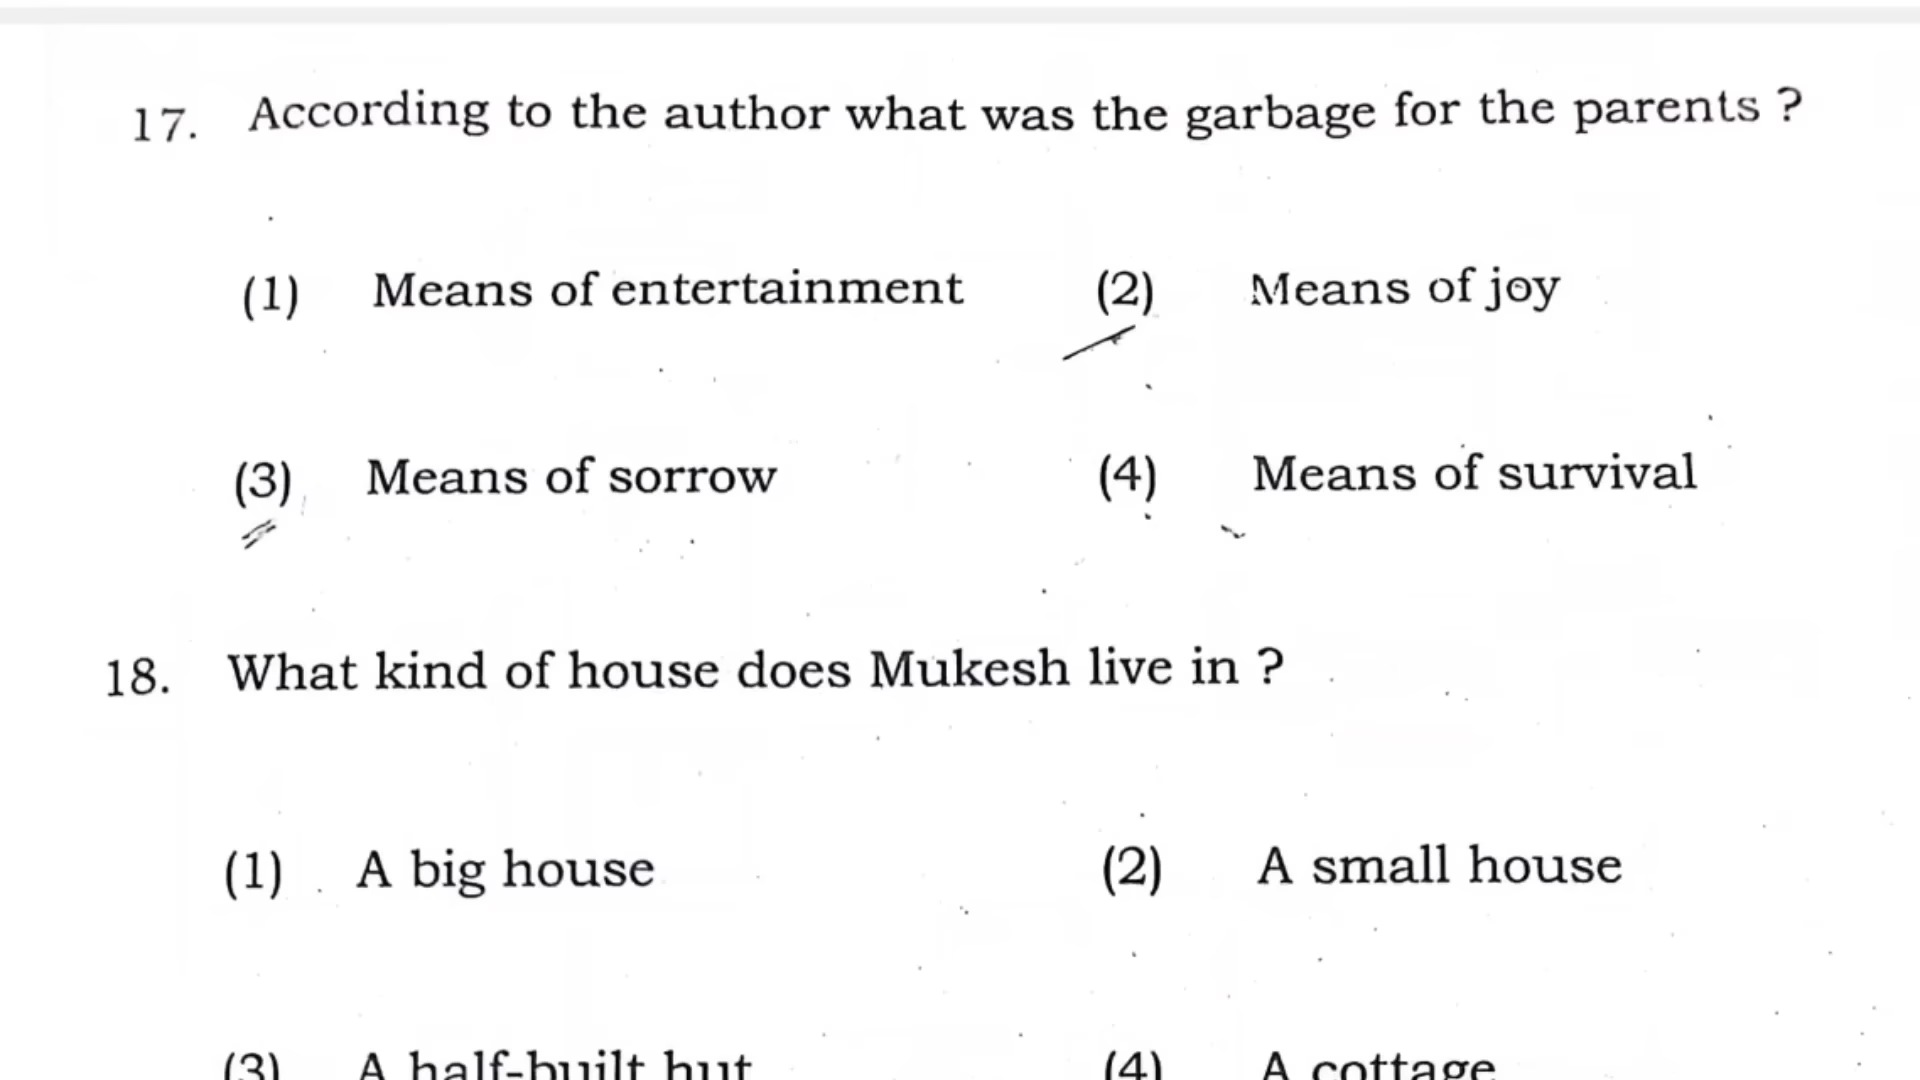 17. According to the author what was the garbage for the parents ?
(1) Means of entertainment (2) Means of joy
(3) Means of sorrow (4) Means of survival
18. What kind of house does Mukesh live in ?
(1) A big house (2) A small house
(3) A half-built hut (4) A cottage